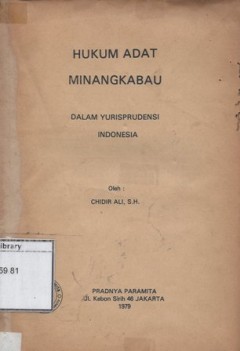 HUKUM ADAT
MINANGKABAU
DALAM YURISPRUDENSI
INDONESIA
Oleh :
CHIDIR ALI, S.H.
ibrary
59 81
PRADNYA PARAMITA
Jl. Kebon Sirih 46 JAKARTA
1979